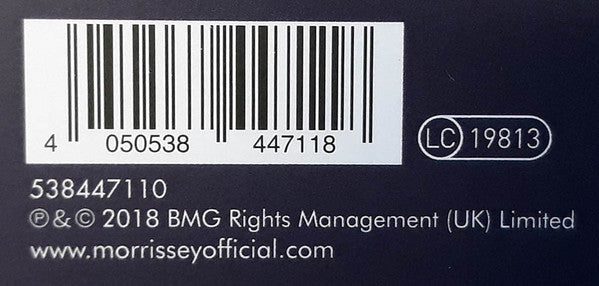 4 050538 447118
LC 19813
538447110
℗ & © 2018 BMG Rights Management (UK) Limited
www.morrisseyofficial.com